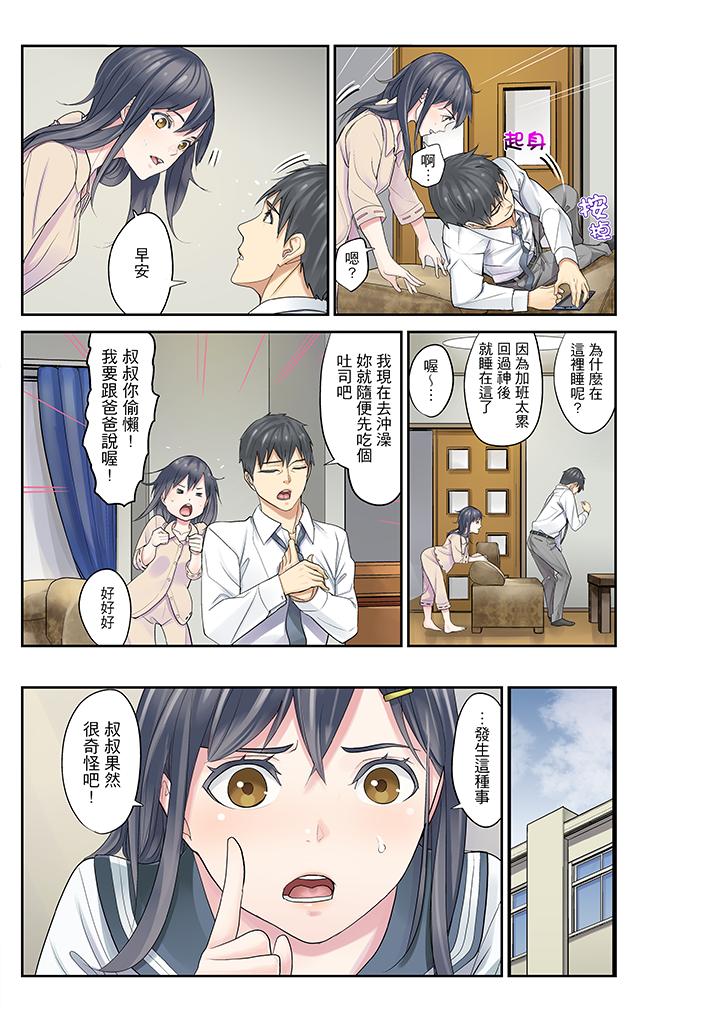 起身
啊…
按掉
嗯?
早安
為什麼在
這裡睡呢?
因為加班太累
回過神後
就睡在這了
喔～…
我現在去沖澡
妳就隨便先吃個
吐司吧
叔叔你偷懶!
我要跟爸爸說喔!
好好好
…發生這種事
叔叔果然
很奇怪吧!